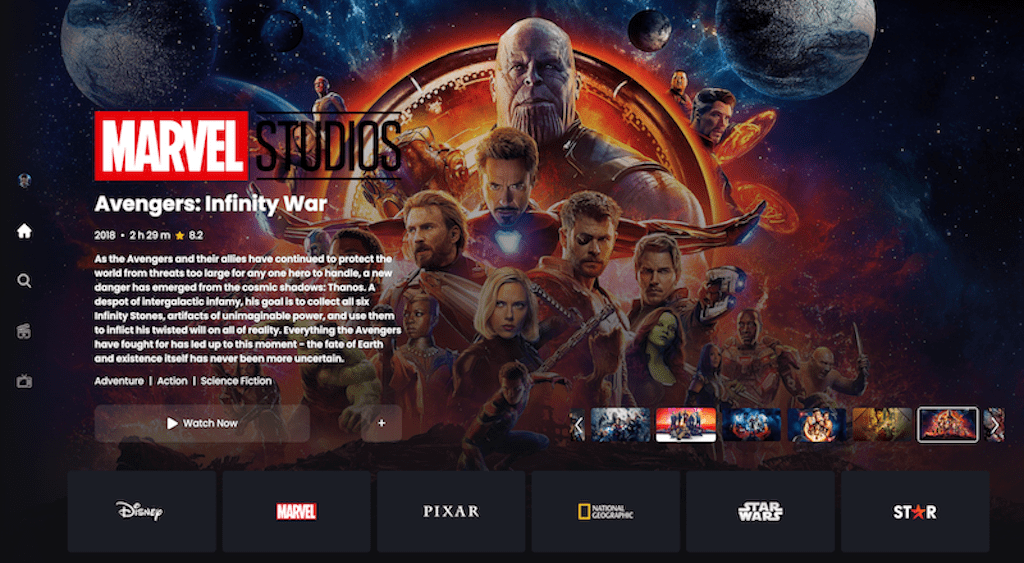 MARVEL STUDIOS
Avengers: Infinity War
2018 • 2 h 29 m ★ 8.2
As the Avengers and their allies have continued to protect the
world from threats too large for any one hero to handle, a new
danger has emerged from the cosmic shadows: Thanos. A
despot of intergalactic infamy, his goal is to collect all six
Infinity Stones, artifacts of unimaginable power, and use them
to inflict his twisted will on all of reality. Everything the Avengers
have fought for has led up to this moment - the fate of Earth
and existence itself has never been more uncertain.
Adventure | Action | Science Fiction
Watch Now
+
Disney
MARVEL
PIXAR
NATIONAL
GEOGRAPHIC
STAR
WARS
ST★R